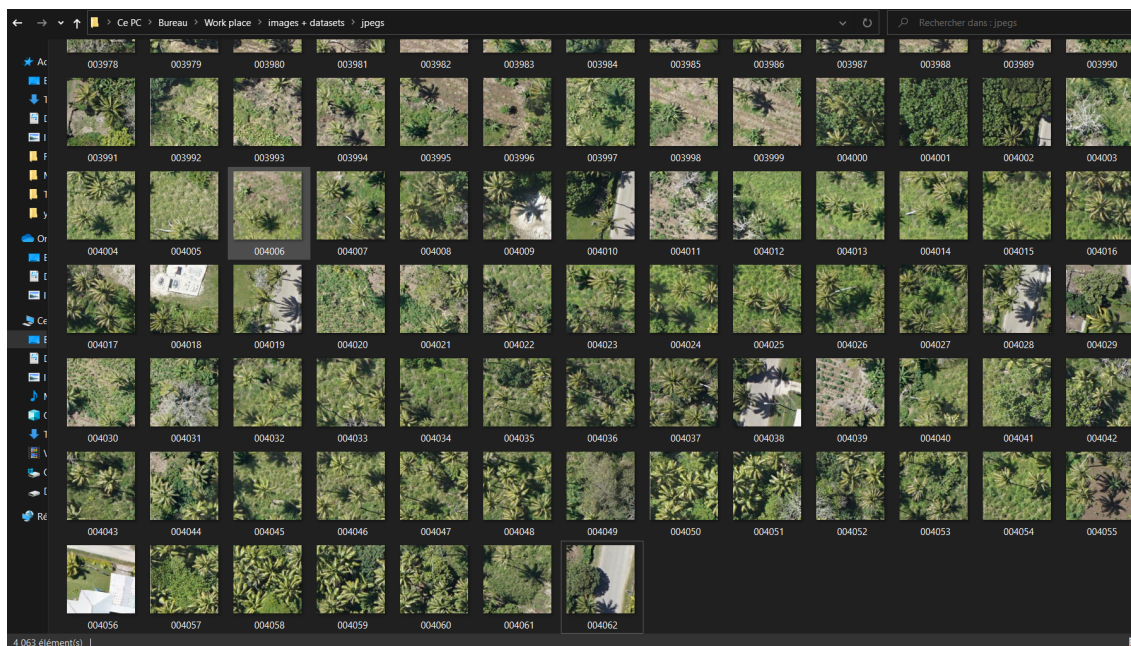 Ce PC > Bureau > Work place > images + datasets > jpegs
Rechercher dans : jpegs
003978 003979 003980 003981 003982 003983 003984 003985 003986 003987 003988 003989 003990
003991 003992 003993 003994 003995 003996 003997 003998 003999 004000 004001 004002 004003
004004 004005 004006 004007 004008 004009 004010 004011 004012 004013 004014 004015 004016
004017 004018 004019 004020 004021 004022 004023 004024 004025 004026 004027 004028 004029
004030 004031 004032 004033 004034 004035 004036 004037 004038 004039 004040 004041 004042
004043 004044 004045 004046 004047 004048 004049 004050 004051 004052 004053 004054 004055
004056 004057 004058 004059 004060 004061 004062
4 063 élément(s)